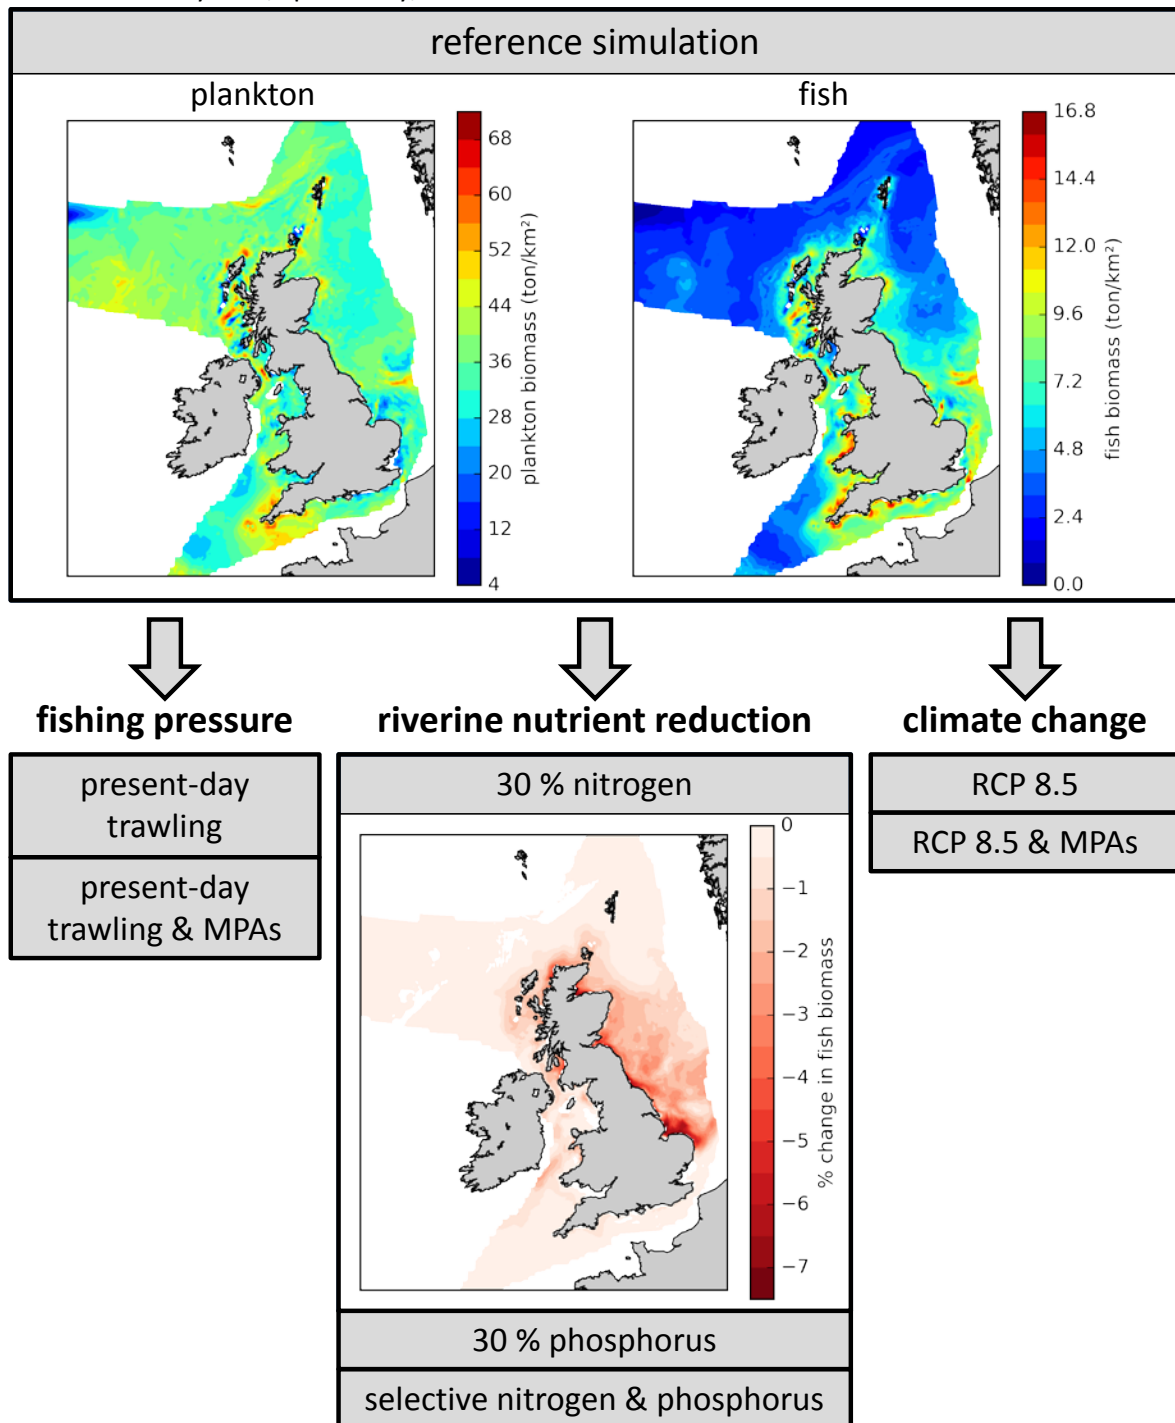 reference simulation
plankton
fish
68
60
52
44
36
28
20
12
4
plankton biomass (ton/km²)
16.8
14.4
12.0
9.6
7.2
4.8
2.4
0.0
fish biomass (ton/km²)
fishing pressure
riverine nutrient reduction
climate change
present-day
trawling
present-day
trawling & MPAs
30 % nitrogen
0
−1
−2
−3
−4
−5
−6
−7
% change in fish biomass
30 % phosphorus
selective nitrogen & phosphorus
RCP 8.5
RCP 8.5 & MPAs